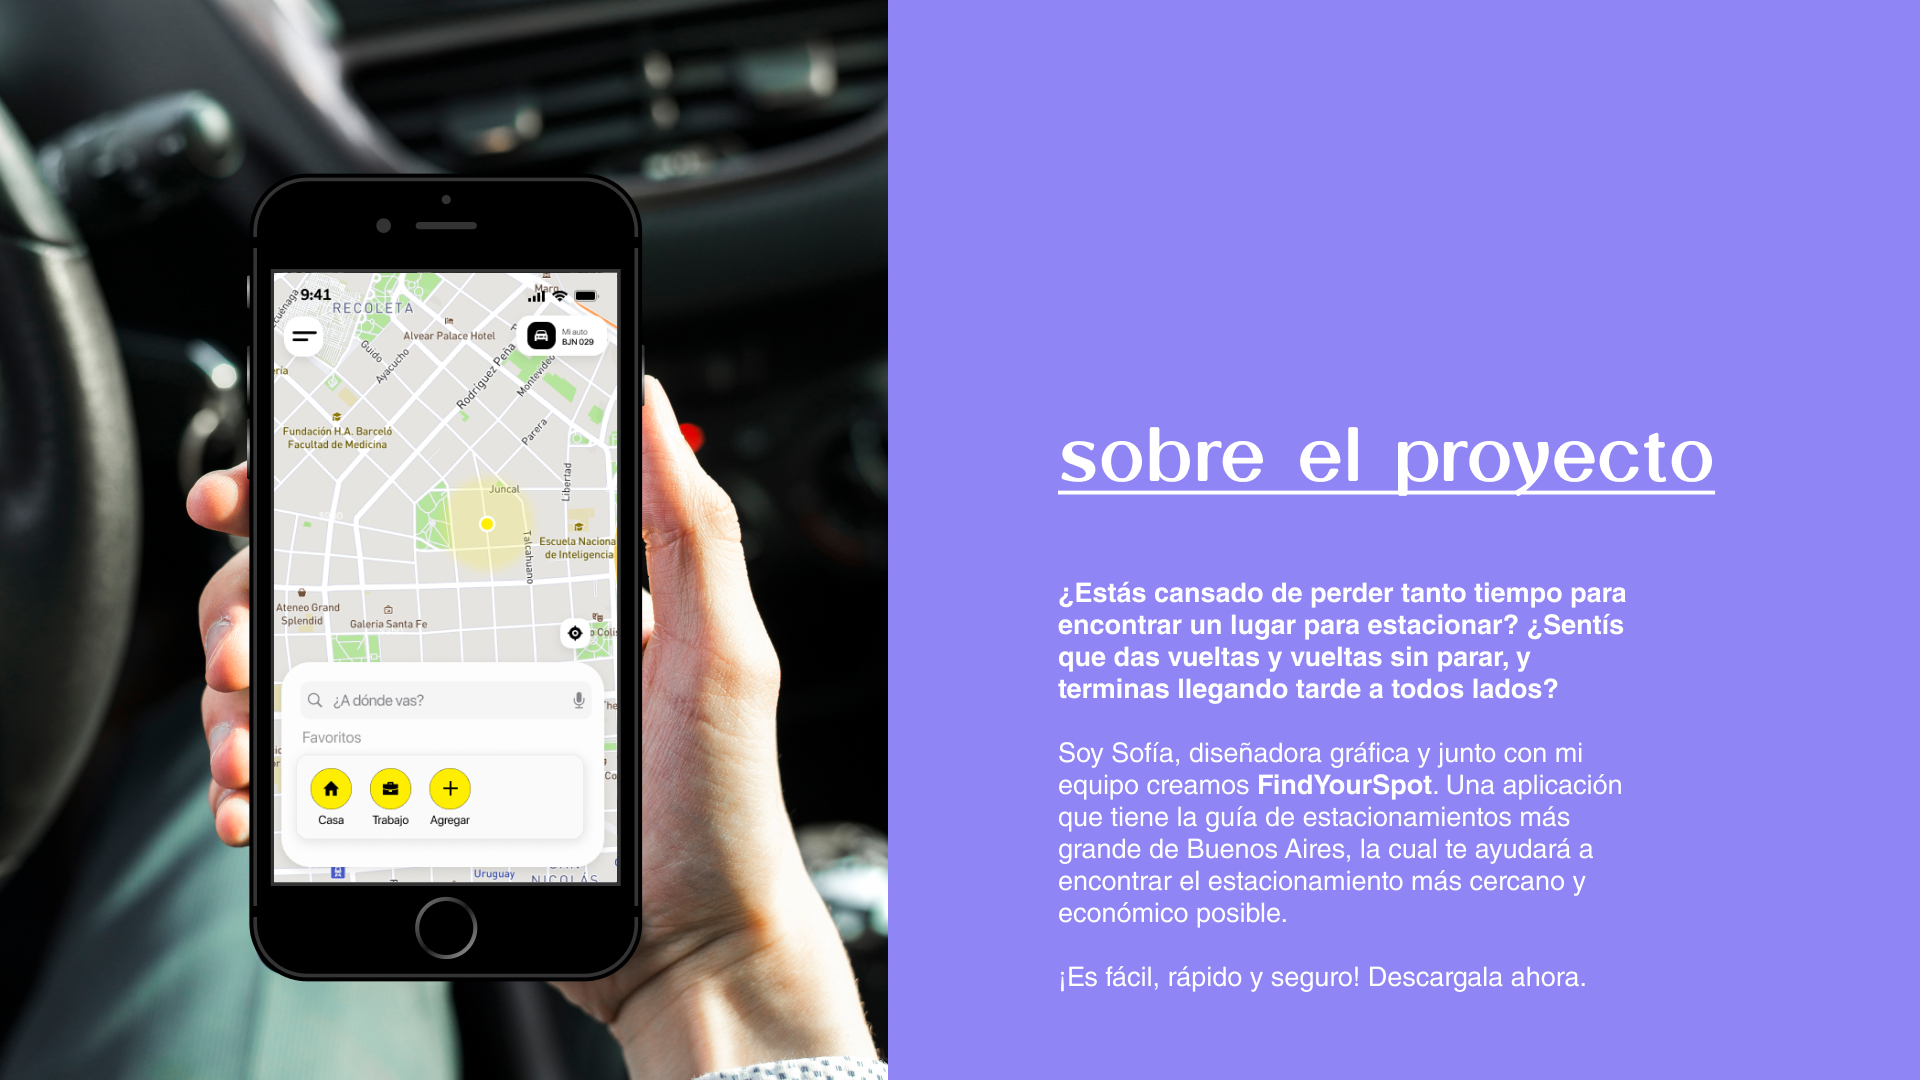 Marg
9:41
RECOLETA
Alvear Palace Hotel
Mi auto
BJN 029
Guido
Ayacucho
Rodríguez Peña
Montevideo
Parera
Fundación H.A. Barceló
Facultad de Medicina
Libertad
Juncal
Talcahuano
Escuela Naciona
de Inteligencia
Ateneo Grand
Splendid
Galería Santa Fe
¿A dónde vas?
Favoritos
Casa
Trabajo
Agregar
Uruguay
NICOLÁS
sobre el proyecto
¿Estás cansado de perder tanto tiempo para
encontrar un lugar para estacionar? ¿Sentís
que das vueltas y vueltas sin parar, y
terminas llegando tarde a todos lados?
Soy Sofía, diseñadora gráfica y junto con mi
equipo creamos FindYourSpot. Una aplicación
que tiene la guía de estacionamientos más
grande de Buenos Aires, la cual te ayudará a
encontrar el estacionamiento más cercano y
económico posible.
¡Es fácil, rápido y seguro! Descargala ahora.